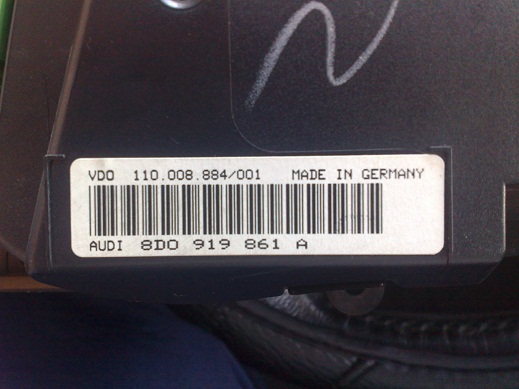 VDO 110.008.884/001 MADE IN GERMANY
AUDI 8D0 919 861 A